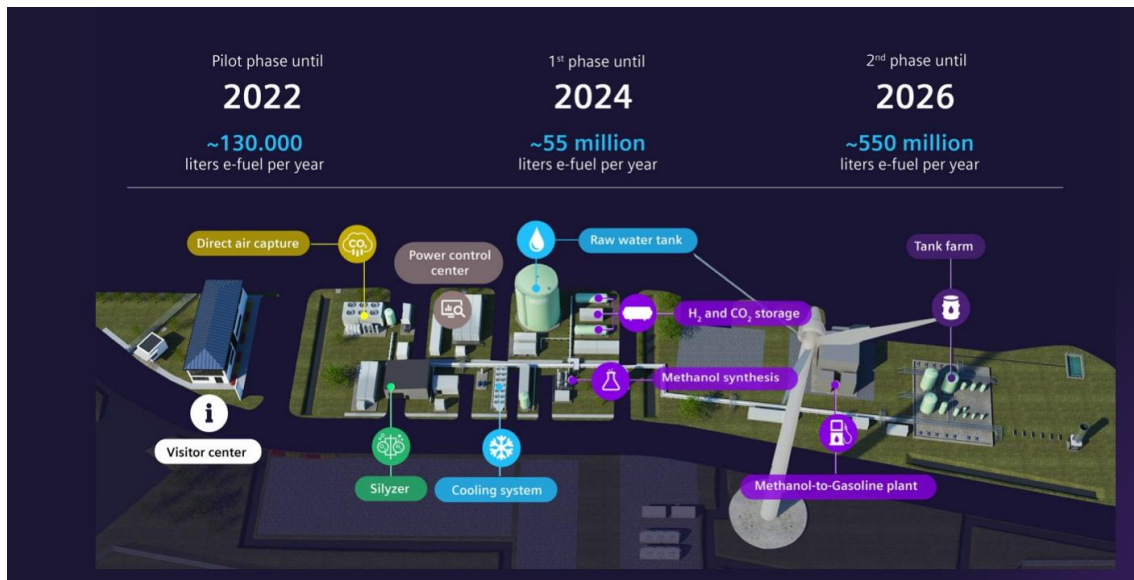 Pilot phase until
2022
~130.000
liters e-fuel per year
1st phase until
2024
~55 million
liters e-fuel per year
2nd phase until
2026
~550 million
liters e-fuel per year
Direct air capture
CO2
Power control
center
Raw water tank
Tank farm
H2 and CO2 storage
Methanol synthesis
Visitor center
Silyzer
Cooling system
Methanol-to-Gasoline plant